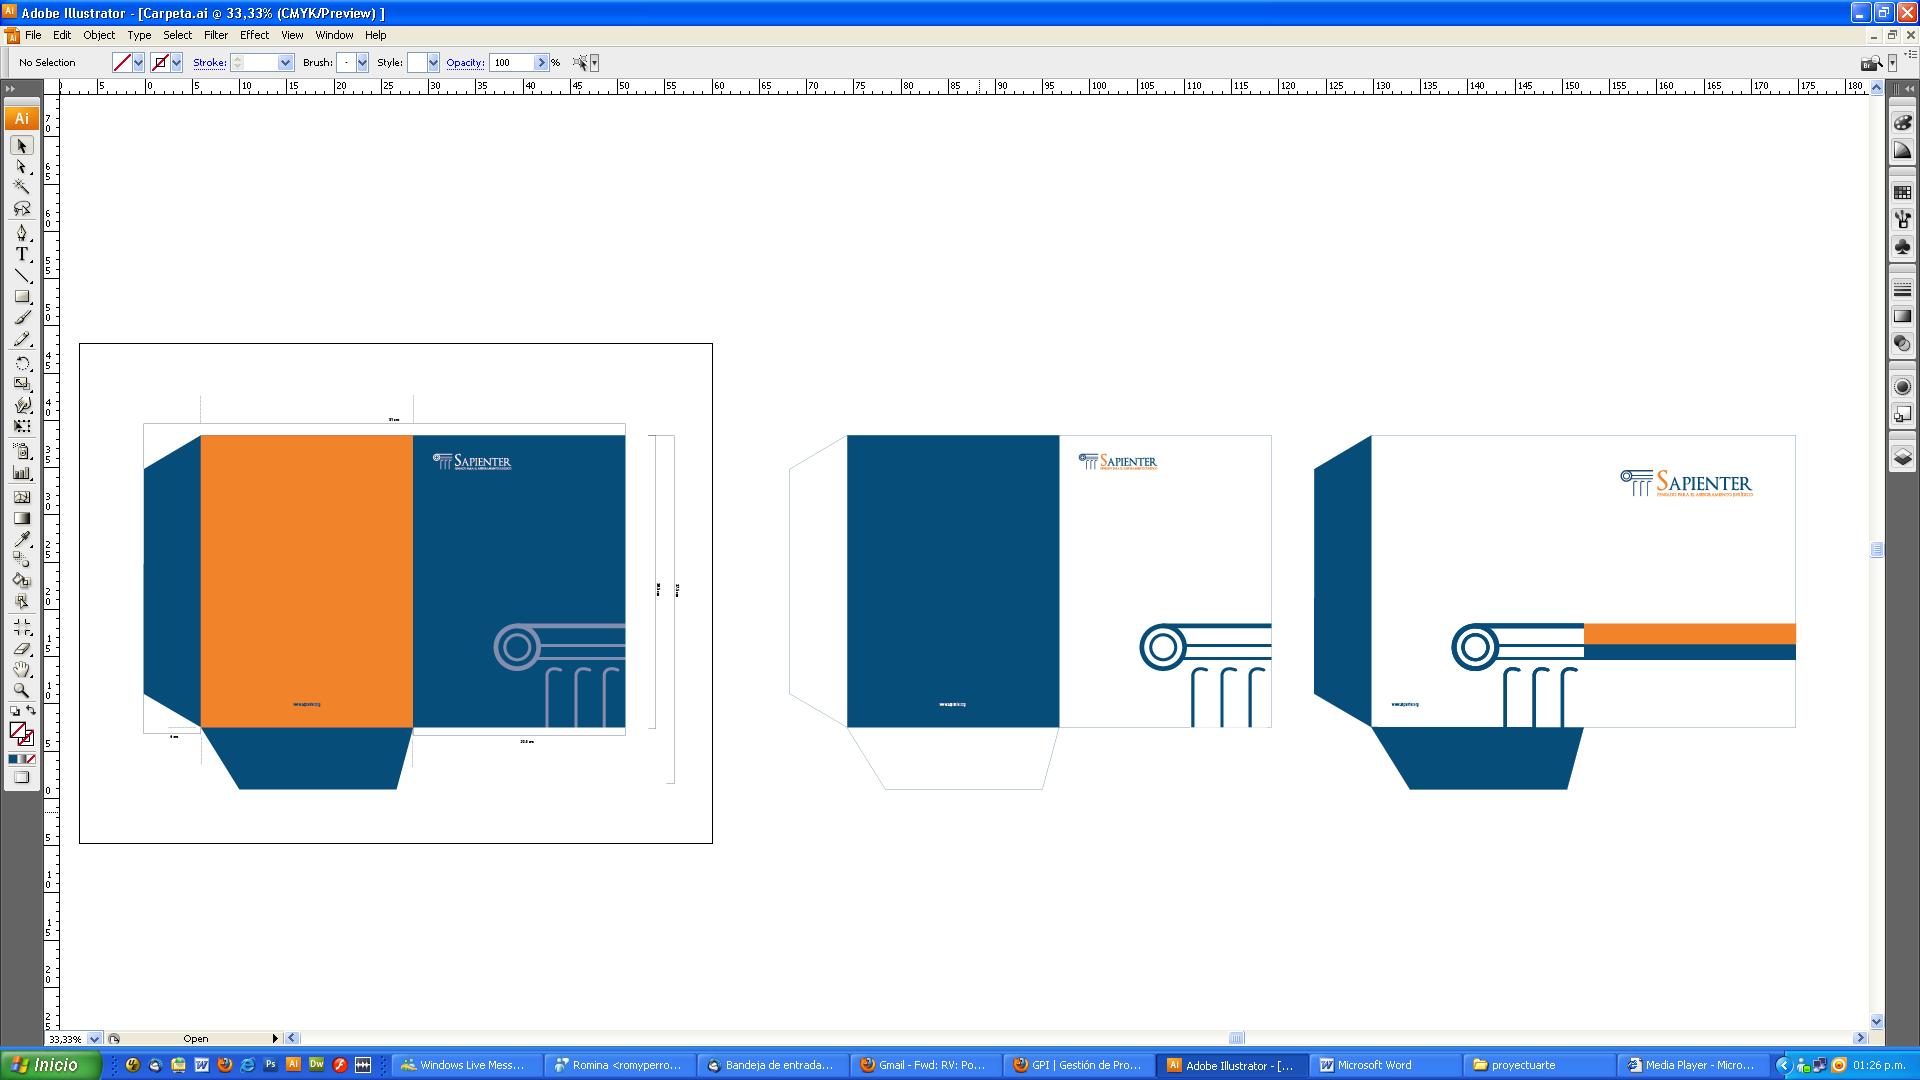 Adobe Illustrator - [Carpeta.ai @ 33,33% (CMYK/Preview) ]
File Edit Object Type Select Filter Effect View Window Help
No Selection Stroke: Brush: Style: Opacity: 100 %
5 0 5 10 15 20 25 30 35 40 45 50 55 60 65 70 75 80 85 90 95 100 105 110 115 120 125 130 135 140 145 150 155 160 165 170 175 180
Ai
SAPIENTER
SAPIENTER
SAPIENTER
FUNDADO PARA EL ASESORAMIENTO JURÍDICO
33,33% Open
Inicio
Windows Live Mess...
Romina <romyperro...
Bandeja de entrada...
Gmail - Fwd: RV: Po...
GPI | Gestión de Pro...
Adobe Illustrator - [...
Microsoft Word
proyectuarte
Media Player - Micro...
01:26 p.m.